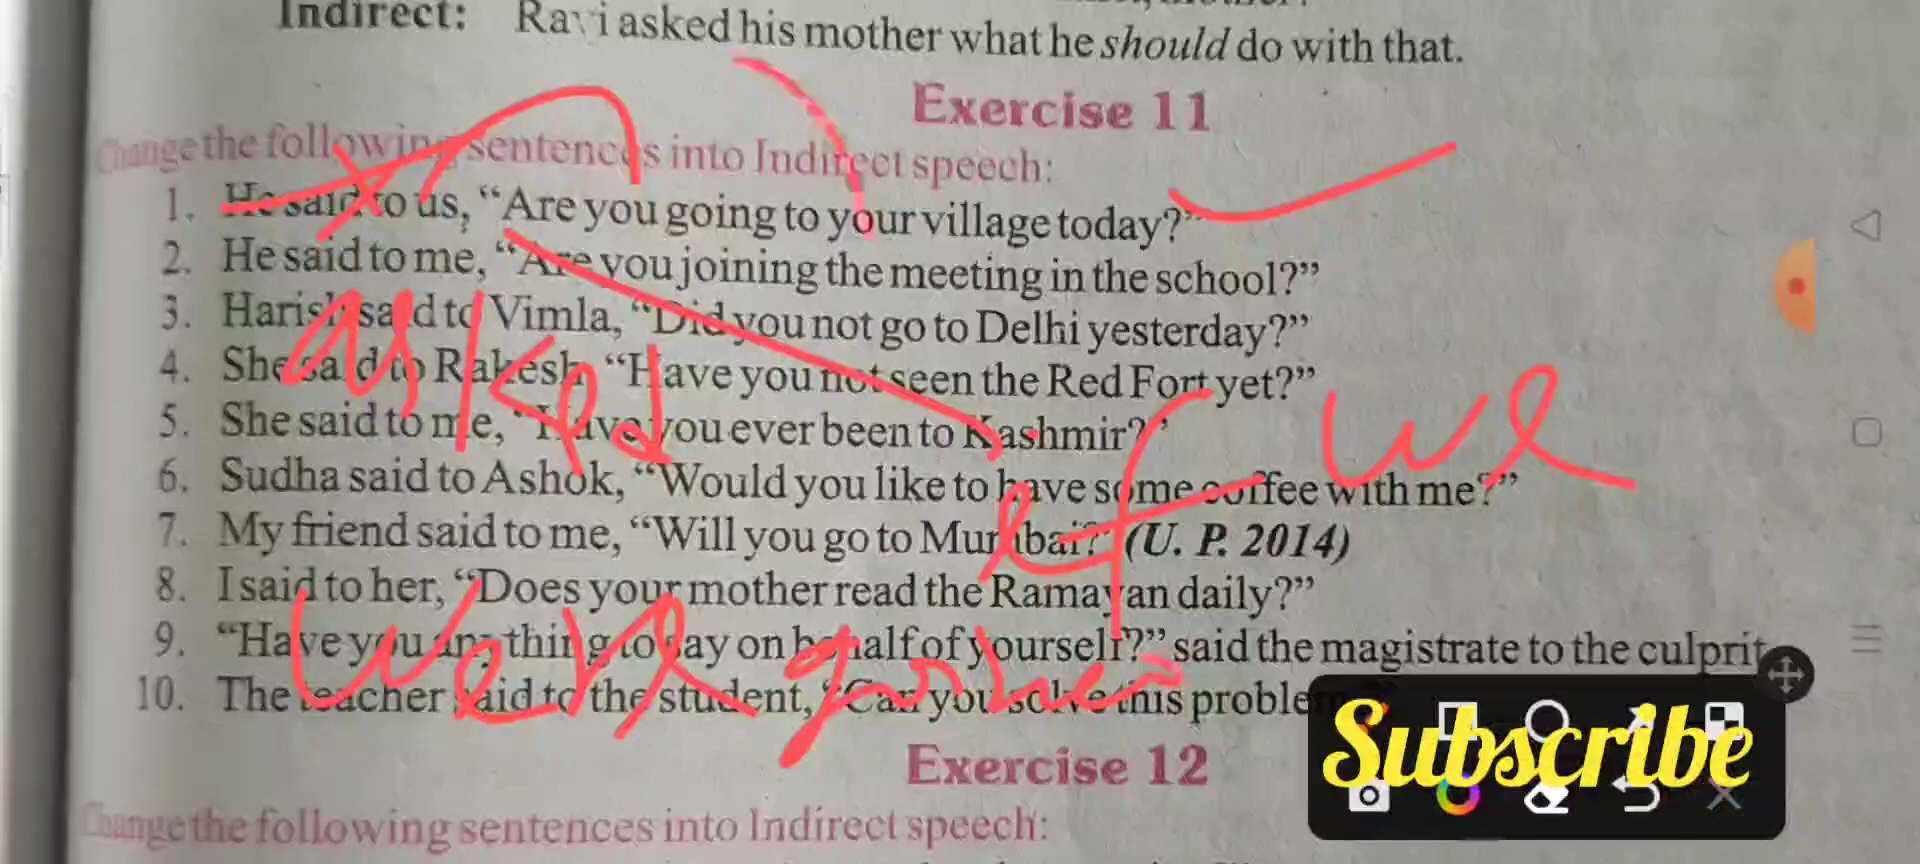 Indirect: Ravi asked his mother what he should do with that.
Exercise 11
Change the following sentences into Indirect speech:
1. He said to us, “Are you going to your village today?”
2. He said to me, “Are you joining the meeting in the school?”
3. Harish said to Vimla, “Did you not go to Delhi yesterday?”
4. She said to Rakesh, “Have you not seen the Red Fort yet?”
5. She said to me, “Have you ever been to Kashmir?”
6. Sudha said to Ashok, “Would you like to have some coffee with me?”
7. My friend said to me, “Will you go to Mumbai?” (U. P. 2014)
8. I said to her, “Does your mother read the Ramayan daily?”
9. “Have you any thing to say on behalf of yourself?” said the magistrate to the culprit.
10. The teacher said to the student, “Can you solve this problem
asked if we
were going
Subscribe
Exercise 12
Change the following sentences into Indirect speech: